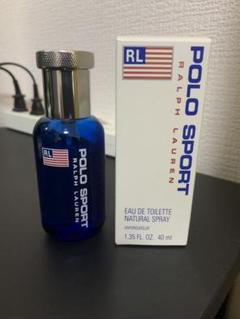 RL
POLO SPORT
RALPH LAUREN
RL
POLO SPORT
RALPH LAUREN
EAU DE TOILETTE
NATURAL SPRAY
VAPORISATEUR
1.35 FL. OZ. 40 ml